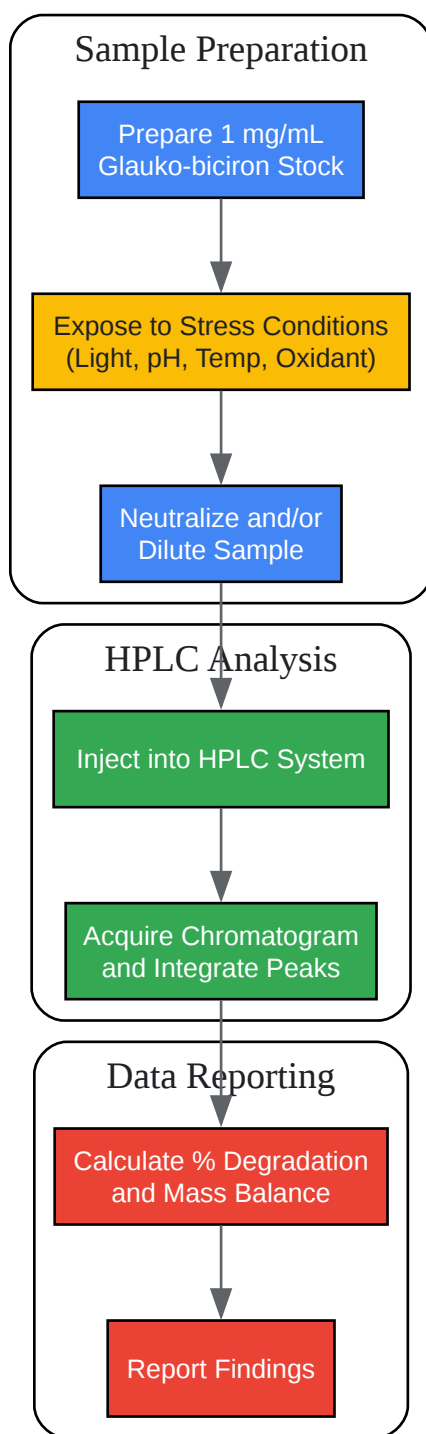 Sample Preparation
Prepare 1 mg/mL
Glauko-biciron Stock
Expose to Stress Conditions
(Light, pH, Temp, Oxidant)
Neutralize and/or
Dilute Sample
HPLC Analysis
Inject into HPLC System
Acquire Chromatogram
and Integrate Peaks
Data Reporting
Calculate % Degradation
and Mass Balance
Report Findings